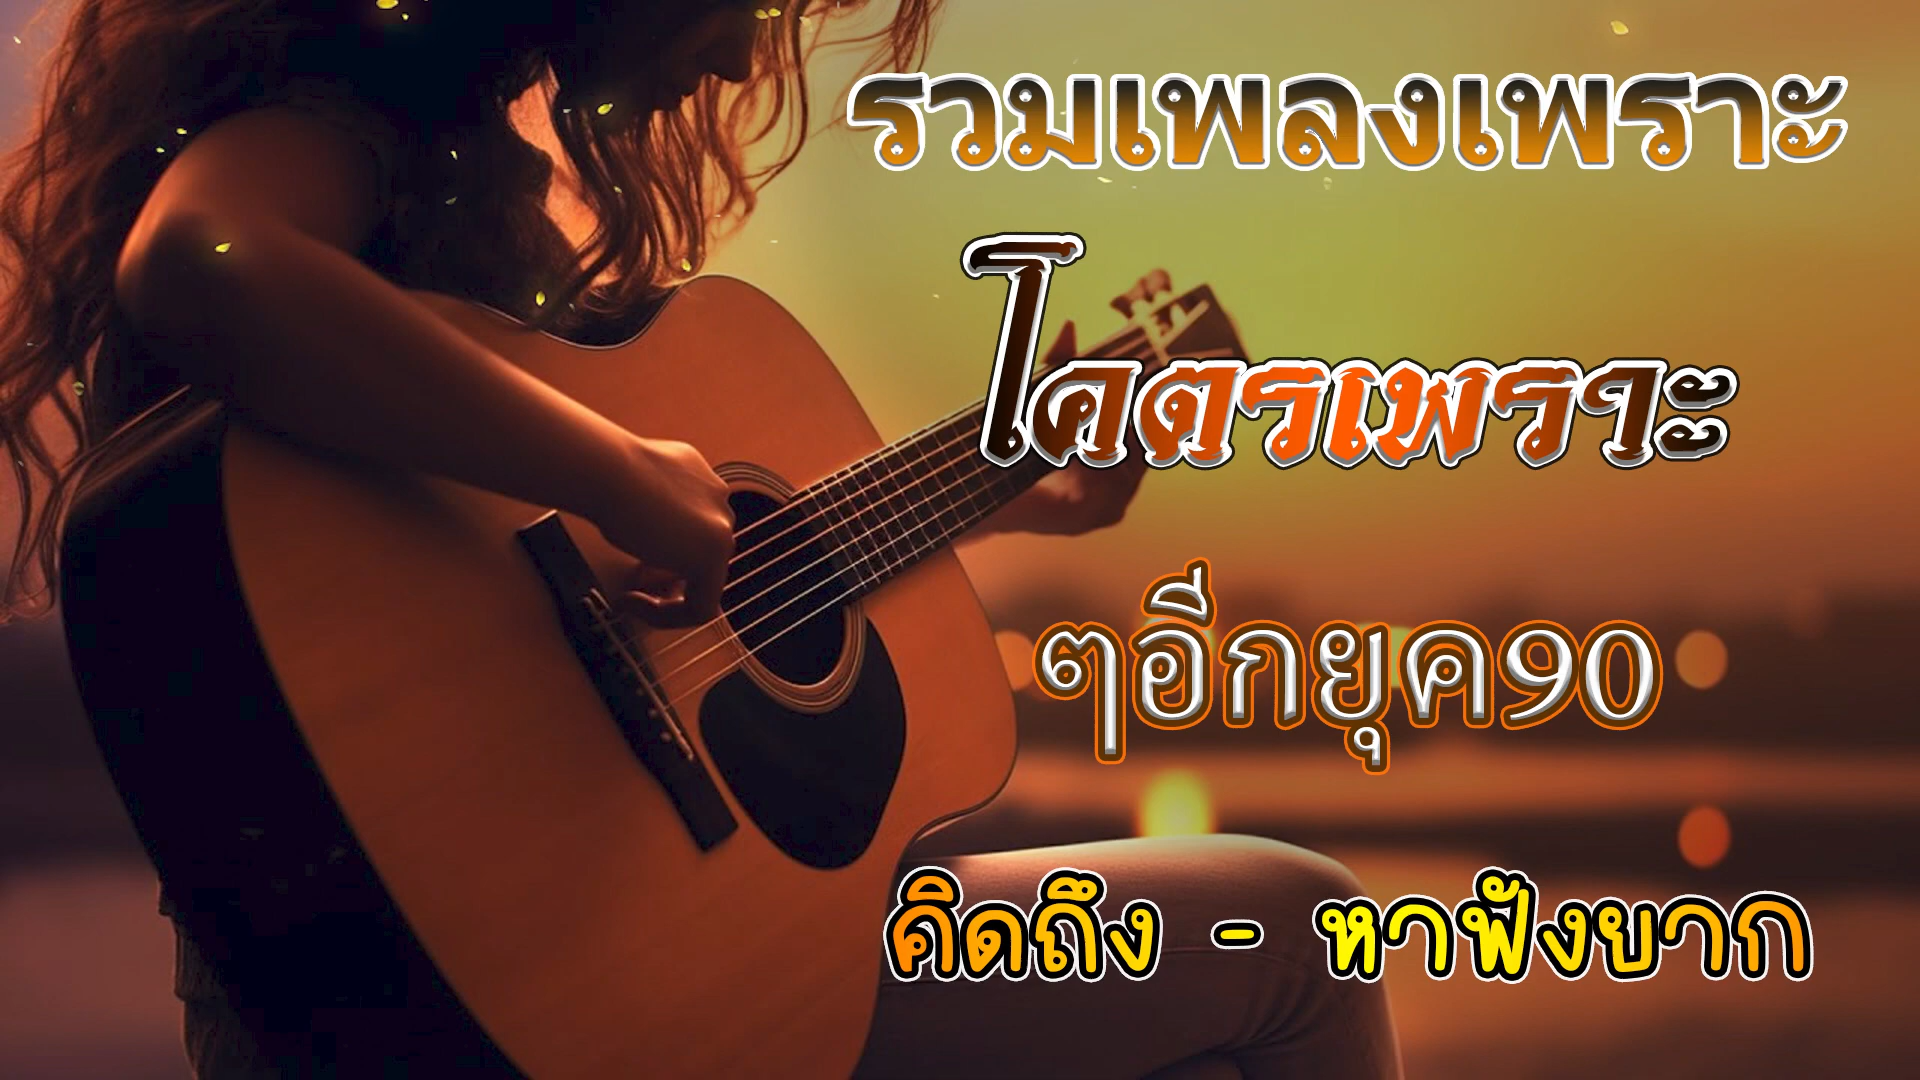 รวมเพลงเพราะ
โคตรเพราะ
ๆอีกยุค90
คิดถึง - หาฟังยาก